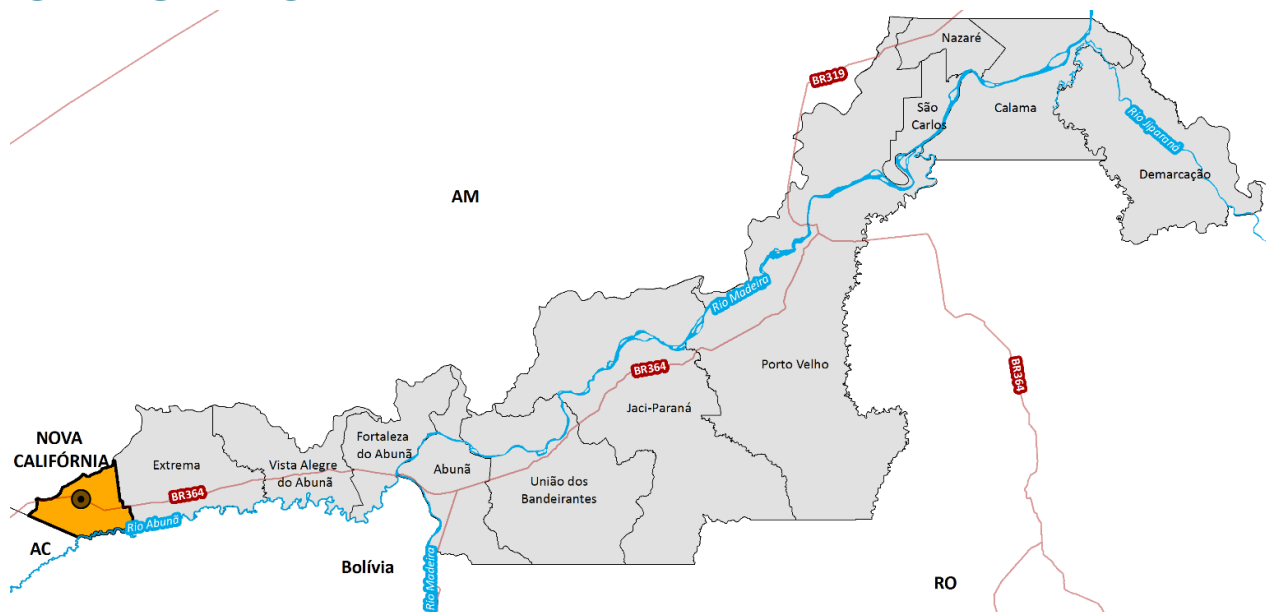 Nazaré
BR319
São
Carlos
Calama
Rio Jiparaná
Demarcação
AM
Rio Madeira
Porto Velho
BR364
BR364
Jaci-Paraná
NOVA
CALIFÓRNIA
Extrema
Vista Alegre
do Abunã
Fortaleza
do Abunã
Abunã
União dos
Bandeirantes
BR364
Rio Abunã
AC
Bolívia
Rio Madeira
RO